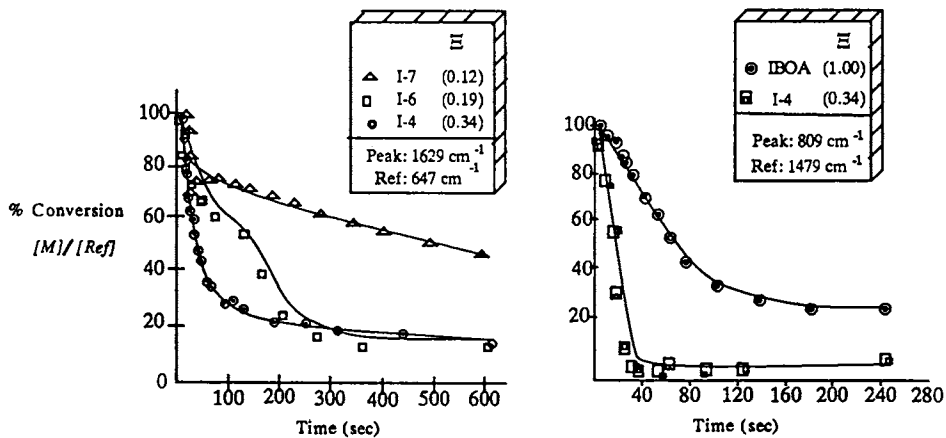 Ξ
I-7 (0.12)
I-6 (0.19)
I-4 (0.34)
Peak: 1629 cm⁻¹
Ref: 647 cm⁻¹
% Conversion
[M]/ [Ref]
100
80
60
40
20
0
100 200 300 400 500 600
Time (sec)
Ξ
IBOA (1.00)
I-4 (0.34)
Peak: 809 cm⁻¹
Ref: 1479 cm⁻¹
100
80
60
40
20
40 80 120 160 200 240 280
Time (sec)